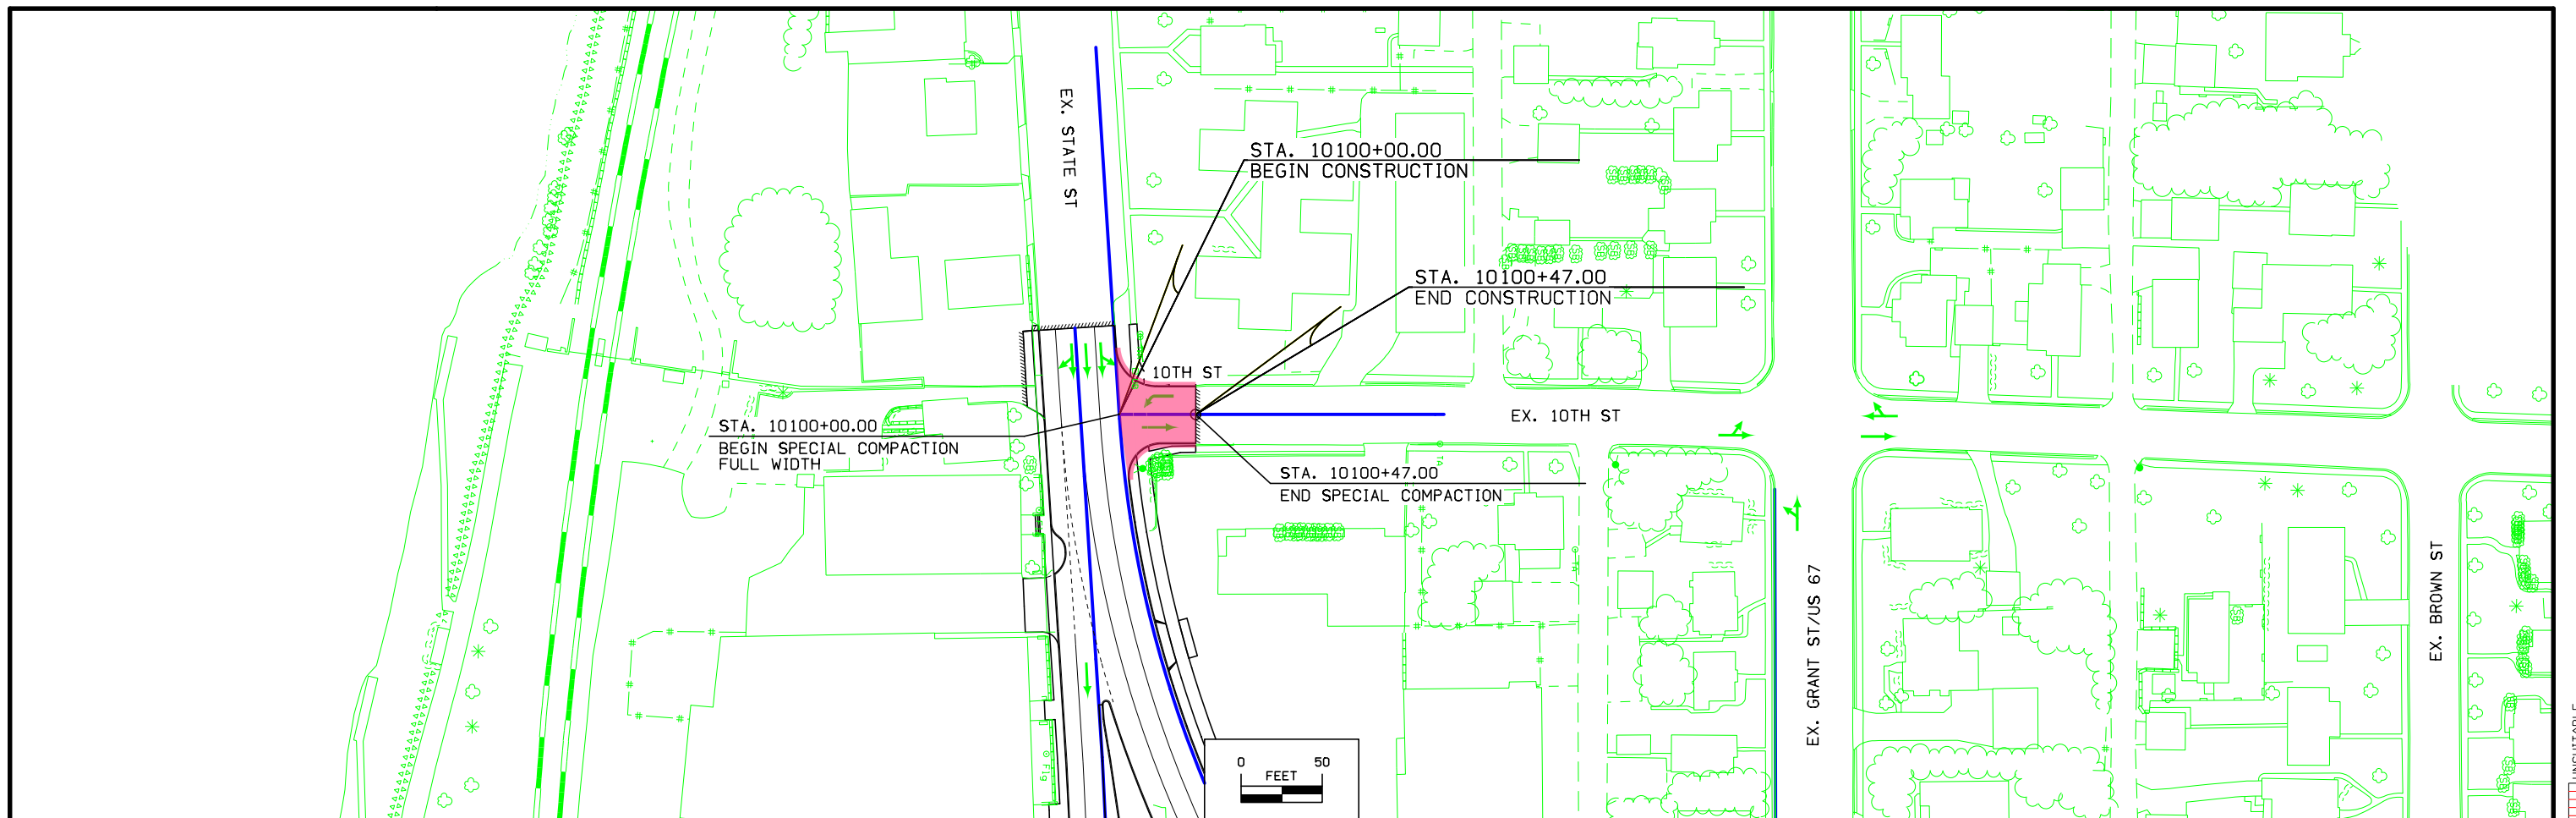 EX. STATE ST
STA. 10100+00.00
BEGIN CONSTRUCTION
STA. 10100+47.00
END CONSTRUCTION
10TH ST
EX. 10TH ST
STA. 10100+00.00
BEGIN SPECIAL COMPACTION
FULL WIDTH
STA. 10100+47.00
END SPECIAL COMPACTION
EX. GRANT ST/US 67
EX. BROWN ST
0 50
FEET
Flg